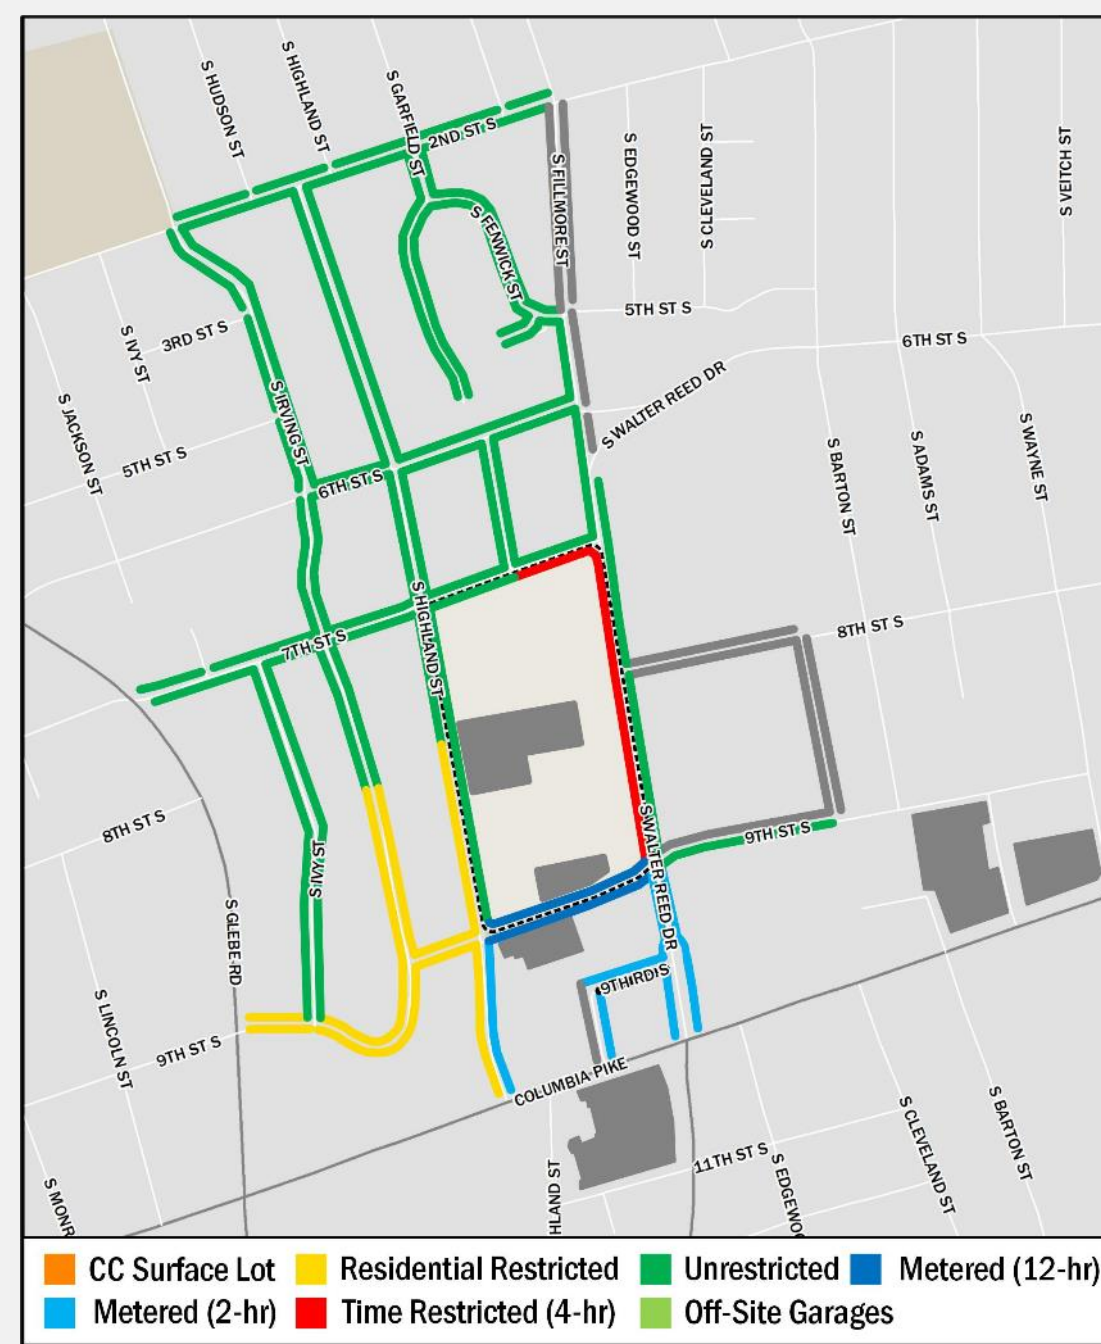 S HUDSON ST
S HIGHLAND ST
S GARFIELD ST
2ND ST S
S FENWICK ST
S FILLMORE ST
S EDGEWOOD ST
S CLEVELAND ST
S VEITCH ST
3RD ST S
S IVY ST
S JACKSON ST
5TH ST S
S IRVING ST
6TH ST S
5TH ST S
6TH ST S
S WALTER REED DR
S BARTON ST
S ADAMS ST
S WAYNE ST
7TH ST S
S HIGHLAND ST
8TH ST S
8TH ST S
S IVY ST
S GLEBE RD
S WALTER REED DR
9TH ST S
S LINCOLN ST
9TH ST S
COLUMBIA PIKE
S MONR
HLAND ST
11TH ST S
S EDGEWO
S CLEVELAND ST
S BARTON ST
CC Surface Lot
Residential Restricted
Unrestricted
Metered (12-hr)
Metered (2-hr)
Time Restricted (4-hr)
Off-Site Garages